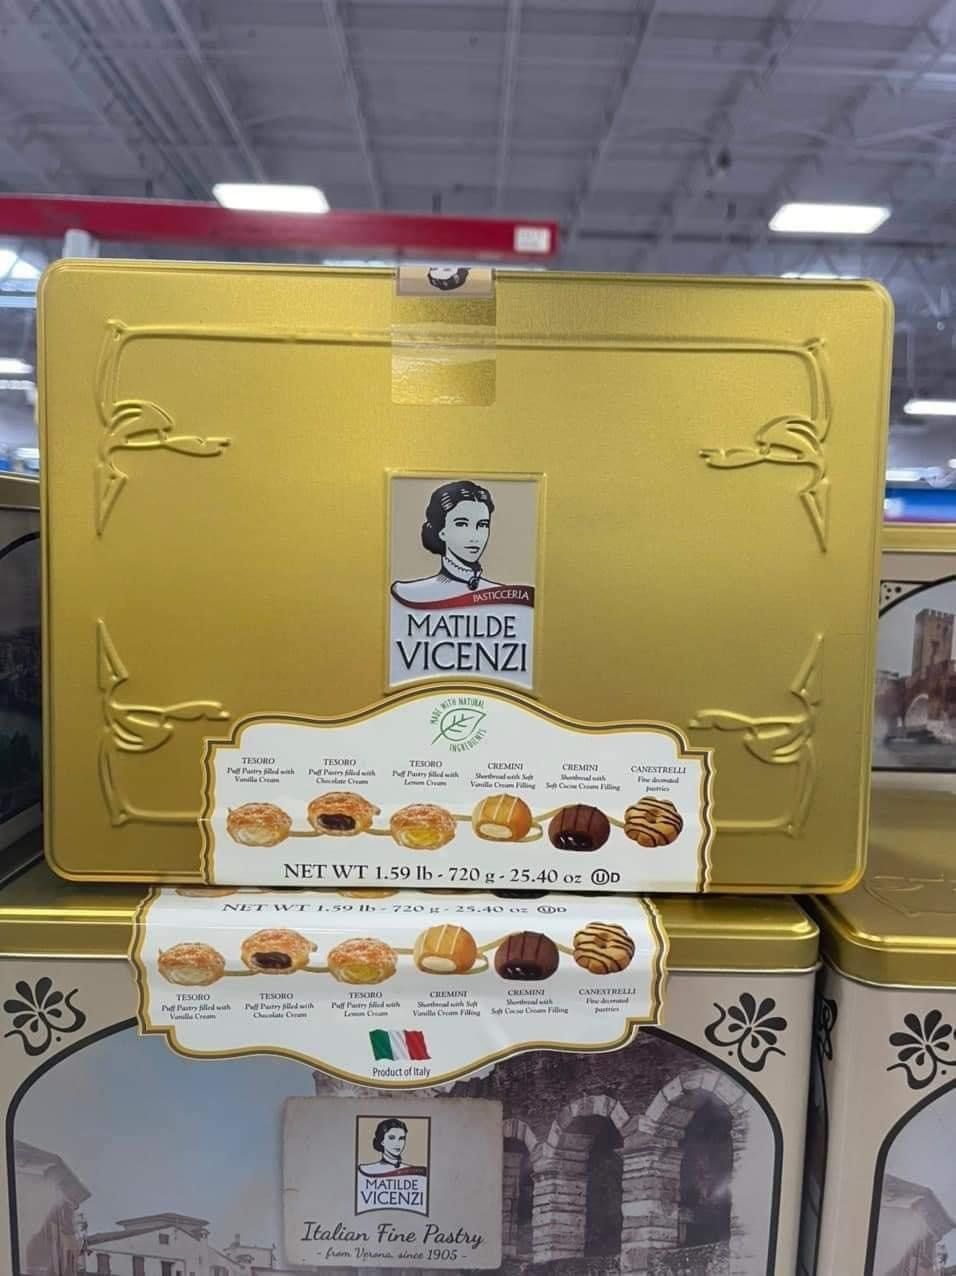 PASTICCERIA
MATILDE
VICENZI
MADE WITH NATURAL
INGREDIENTS
TESORO
Puff Pastry filled with
Vanilla Cream
TESORO
Puff Pastry filled with
Chocolate Cream
TESORO
Puff Pastry filled with
Lemon Cream
CREMINI
Shortbread with Soft
Vanilla Cream Filling
CREMINI
Shortbread with
Soft Cocoa Cream Filling
CANESTRELLI
Fine decorated
pastries
NET WT 1.59 lb - 720 g - 25.40 oz ⓊD
NET WT 1.59 lb - 720 g - 25.40 oz ⓊD
TESORO
Puff Pastry filled with
Vanilla Cream
TESORO
Puff Pastry filled with
Chocolate Cream
TESORO
Puff Pastry filled with
Lemon Cream
CREMINI
Shortbread with Soft
Vanilla Cream Filling
CREMINI
Shortbread with
Soft Cocoa Cream Filling
CANESTRELLI
Fine decorated
pastries
Product of Italy
MATILDE
VICENZI
Italian Fine Pastry
- from Verona, since 1905 -